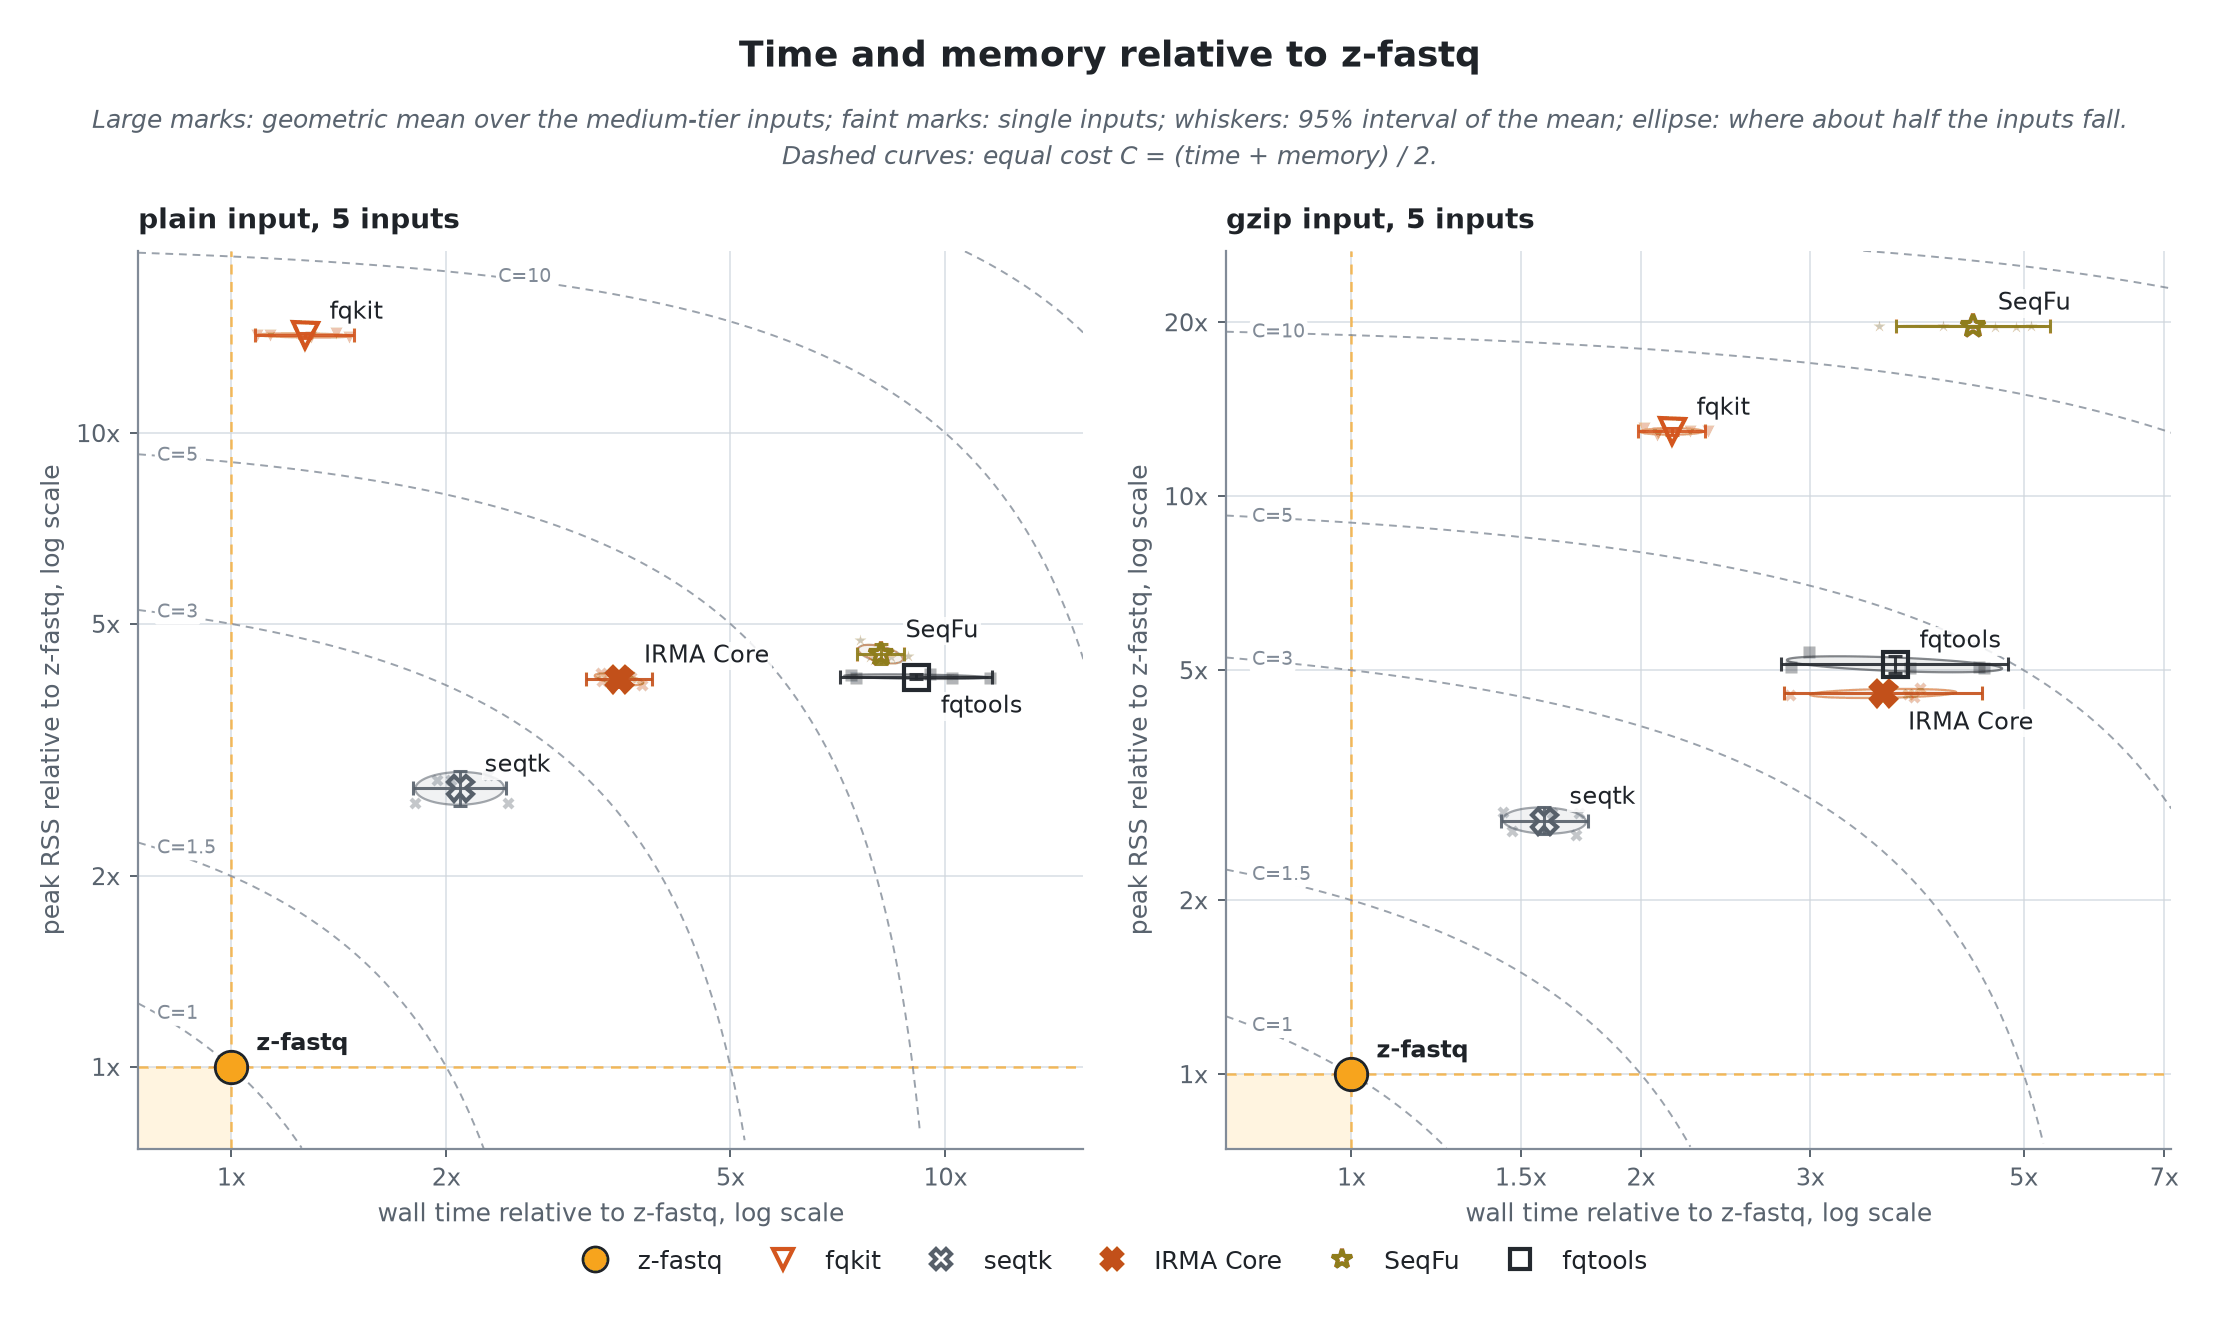 Time and memory relative to z-fastq
Large marks: geometric mean over the medium-tier inputs; faint marks: single inputs; whiskers: 95% interval of the mean; ellipse: where about half the inputs fall.
Dashed curves: equal cost C = (time + memory) / 2.
plain input, 5 inputs
C=10
fqkit
10x
C=5
5x
C=3
SeqFu
IRMA Core
fqtools
seqtk
2x
C=1.5
C=1
z-fastq
1x
peak RSS relative to z-fastq, log scale
1x
2x
5x
10x
wall time relative to z-fastq, log scale
gzip input, 5 inputs
SeqFu
20x
C=10
fqkit
10x
C=5
fqtools
C=3
5x
IRMA Core
seqtk
C=1.5
2x
C=1
z-fastq
1x
peak RSS relative to z-fastq, log scale
1x
1.5x
2x
3x
5x
7x
wall time relative to z-fastq, log scale
z-fastq
fqkit
seqtk
IRMA Core
SeqFu
fqtools